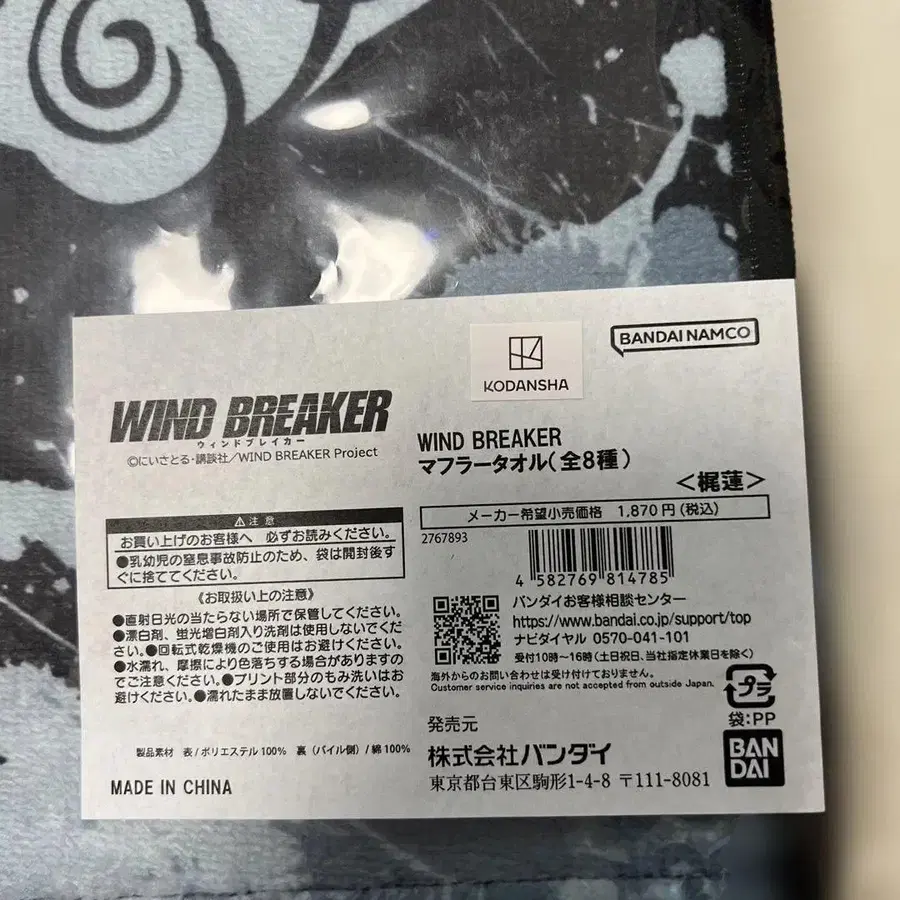 KODANSHA
BANDAI NAMCO
WIND BREAKER
ウィンドブレイカー
©にいさとる・講談社／WIND BREAKER Project
WIND BREAKER
マフラータオル（全8種）
＜梶蓮＞
メーカー希望小売価格 1,870円（税込）
2767893
4 582769 814785
⚠注意
お買い上げのお客様へ 必ずお読みください。
●乳幼児の窒息事故防止のため、袋は開封後す
ぐに捨ててください。
《お取扱い上の注意》
●直射日光の当たらない場所で保管してください。
●漂白剤、蛍光増白剤入り洗剤は使用しないでくだ
さい。●回転式乾燥機のご使用はお避けください。
●水濡れ、摩擦により色落ちする場合がありますの
でご注意ください。●プリント部分のもみ洗いはお
避けください。●濡れたまま放置しないでください。
製品素材 表／ポリエステル100% 裏（パイル側）／綿100%
MADE IN CHINA
バンダイお客様相談センター
https://www.bandai.co.jp/support/top
ナビダイヤル 0570-041-101
受付10時～16時（土日祝日、当社指定休業日を除く）
海外からのお問い合わせは受け付けておりません。
Customer service inquiries are not accepted from outside Japan.
プラ
袋:PP
発売元
株式会社バンダイ
東京都台東区駒形1-4-8 〒111-8081
BAN
DAI